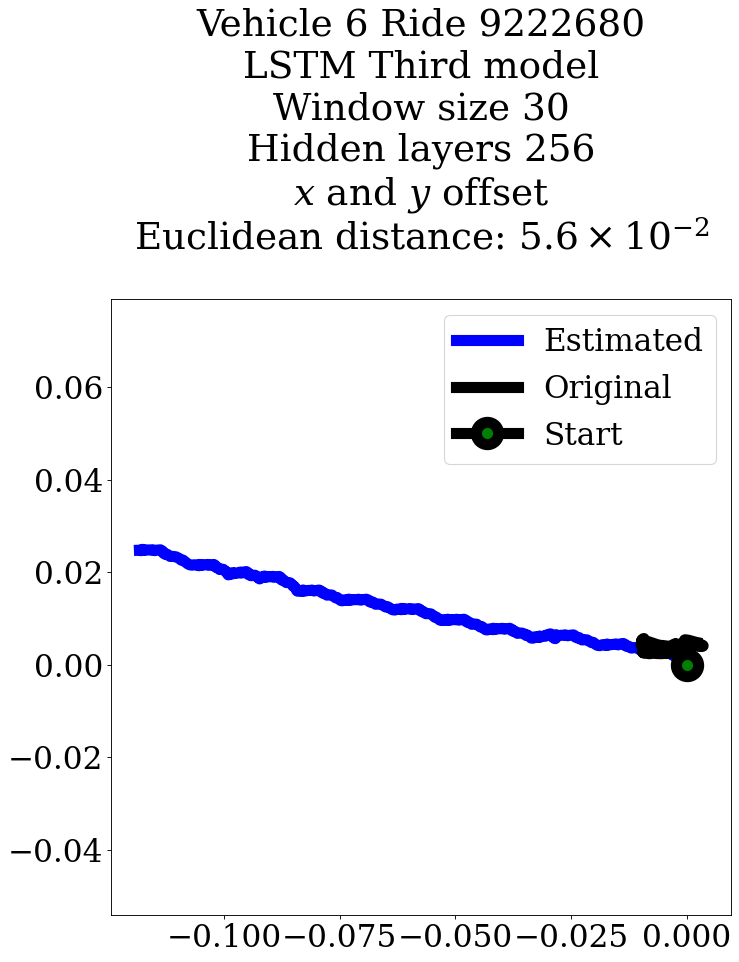 Vehicle 6 Ride 9222680
LSTM Third model
Window size 30
Hidden layers 256
x and y offset
Euclidean distance: 5.6 × 10⁻²
Estimated
Original
Start
0.06
0.04
0.02
0.00
−0.02
−0.04
−0.100 −0.075 −0.050 −0.025 0.000